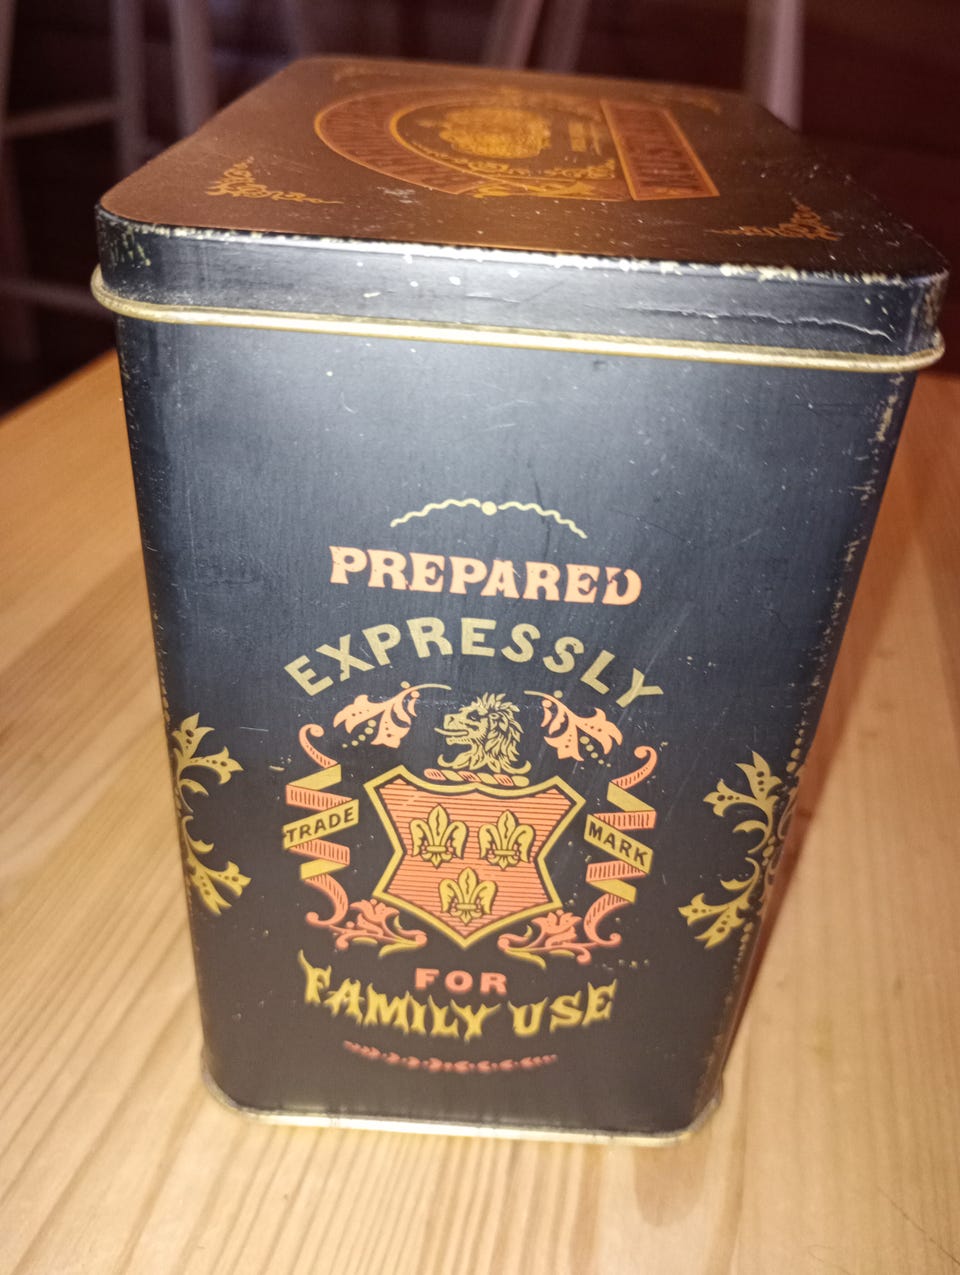 PREPARED
EXPRESSLY
TRADE MARK
FOR
FAMILY USE